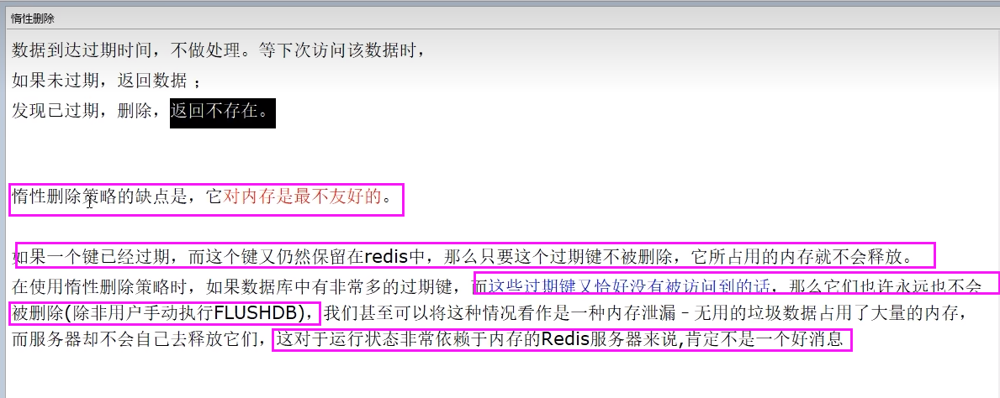 惰性删除
数据到达过期时间，不做处理。等下次访问该数据时，
如果未过期，返回数据 ；
发现已过期，删除，返回不存在。
惰性删除策略的缺点是，它对内存是最不友好的。
如果一个键已经过期，而这个键又仍然保留在redis中，那么只要这个过期键不被删除，它所占用的内存就不会释放。
在使用惰性删除策略时，如果数据库中有非常多的过期键，而这些过期键又恰好没有被访问到的话，那么它们也许永远也不会
被删除(除非用户手动执行FLUSHDB)，我们甚至可以将这种情况看作是一种内存泄漏－无用的垃圾数据占用了大量的内存，
而服务器却不会自己去释放它们，这对于运行状态非常依赖于内存的Redis服务器来说,肯定不是一个好消息